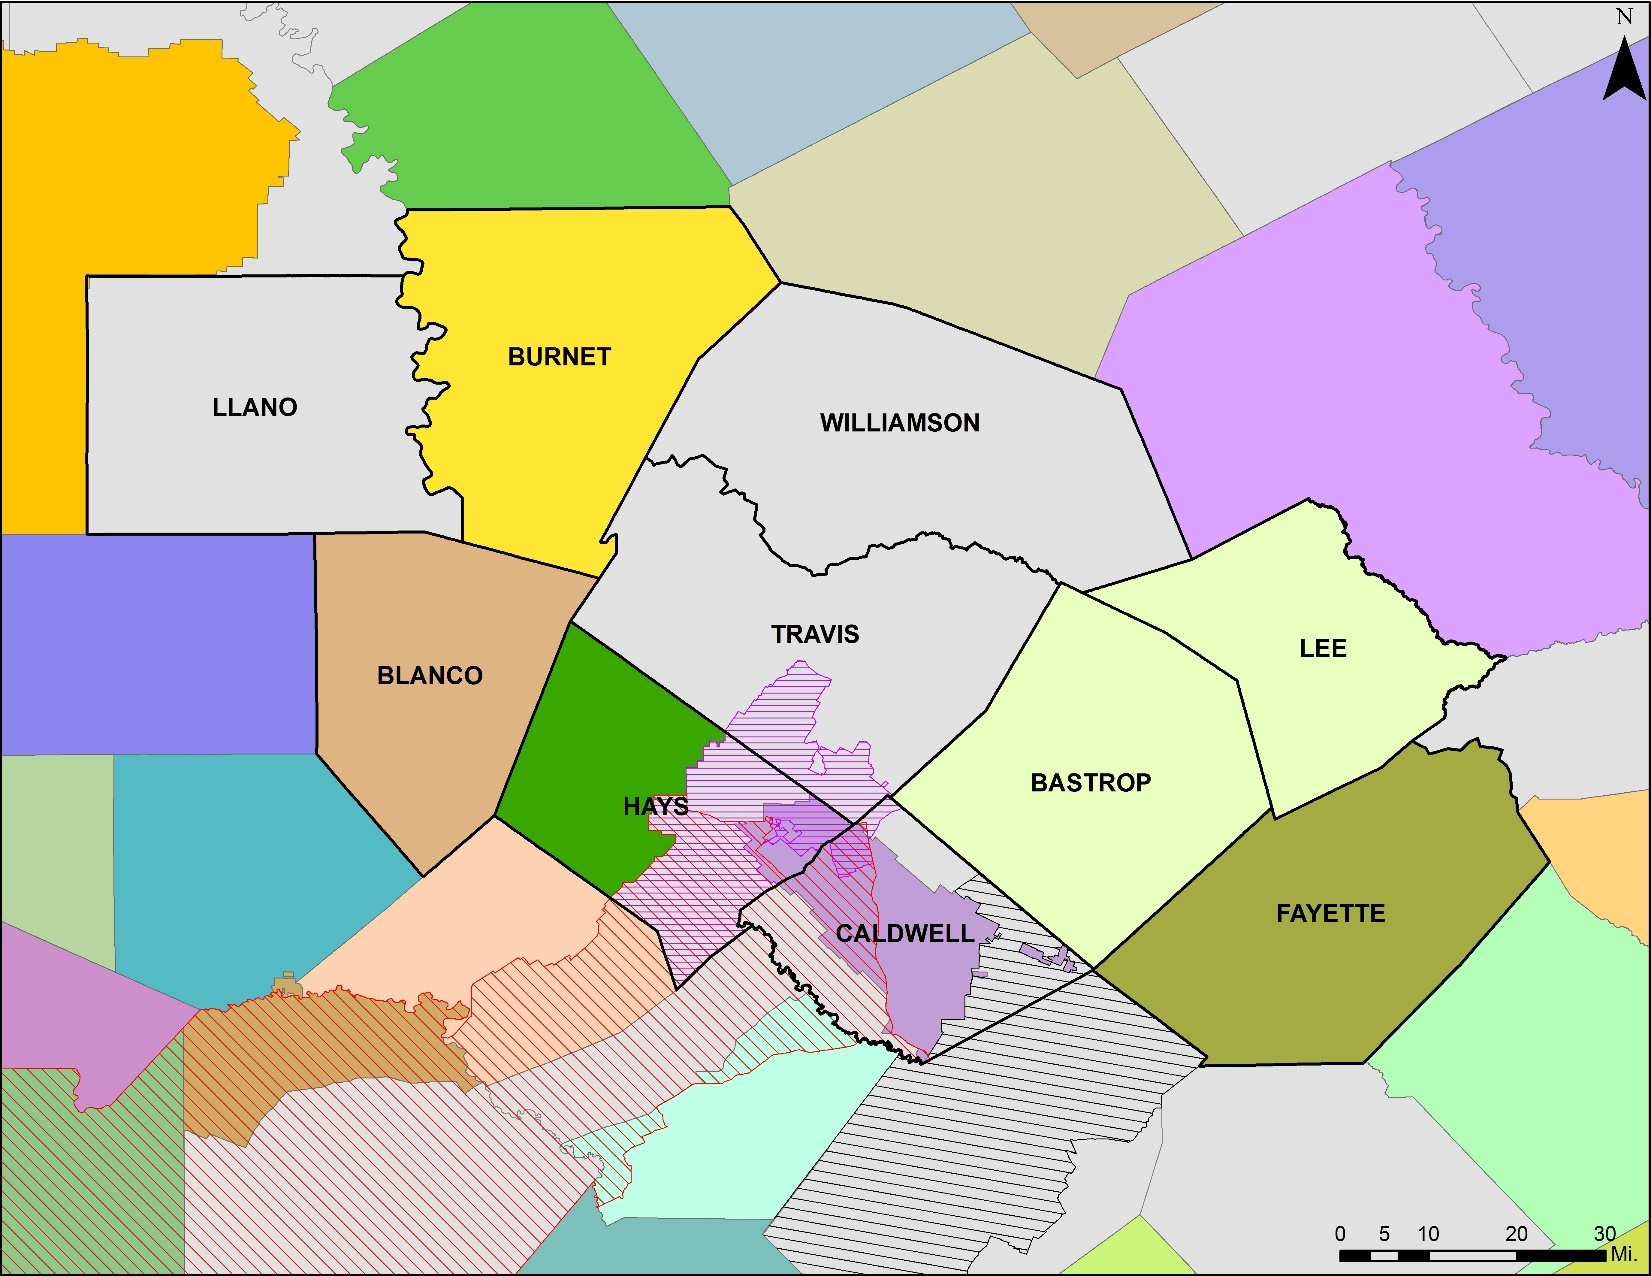 N
BURNET
LLANO
WILLIAMSON
TRAVIS
LEE
BLANCO
BASTROP
HAYS
FAYETTE
CALDWELL
0 5 10 20 30
Mi.